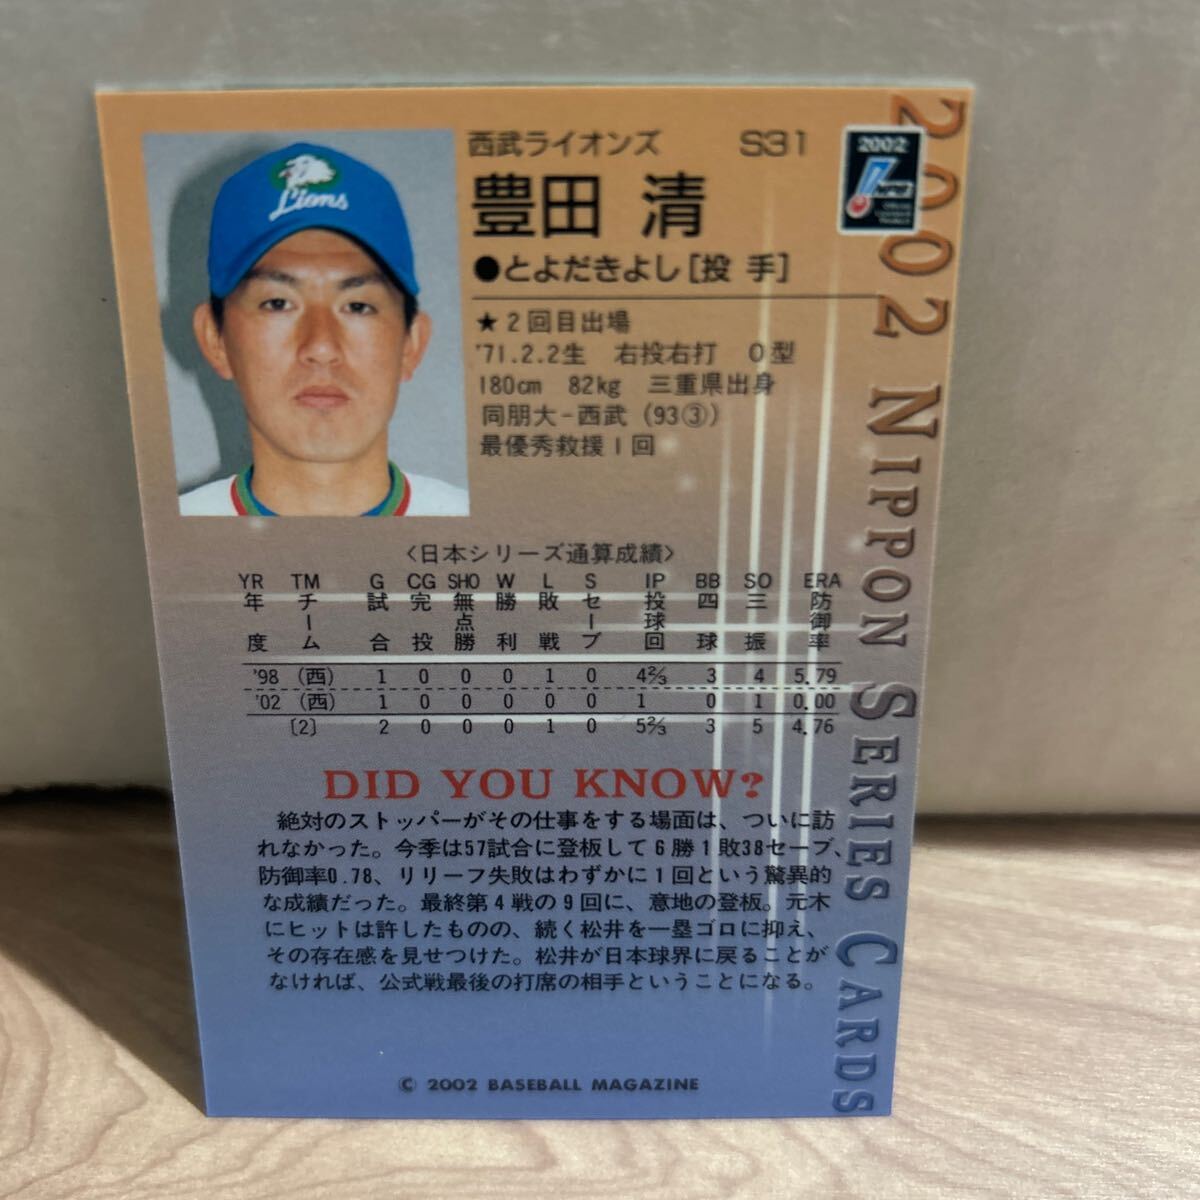 西武ライオンズ S31
豊田 清
●とよだきよし[投 手]
★2回目出場
'71.2.2生 右投右打 O型
180cm 82kg 三重県出身
同朋大-西武 (93③)
最優秀救援1回
Lions
2002
2002 NIPPON SERIES CARDS
〈日本シリーズ通算成績〉
YR TM G CG SHO W L S IP BB SO ERA
年度 チーム 試合 完投 無点勝 勝利 敗戦 セーブ 投球回 四球 三振 防御率
'98 (西) 1 0 0 0 1 0 4⅔ 3 4 5.79
'02 (西) 1 0 0 0 0 0 1 0 1 0.00
[2] 2 0 0 0 1 0 5⅔ 3 5 4.76
DID YOU KNOW?
絶対のストッパーがその仕事をする場面は、ついに訪
れなかった。今季は57試合に登板して6勝1敗38セーブ、
防御率0.78、リリーフ失敗はわずかに1回という驚異的
な成績だった。最終第4戦の9回に、意地の登板。元木
にヒットは許したものの、続く松井を一塁ゴロに抑え、
その存在感を見せつけた。松井が日本球界に戻ることが
なければ、公式戦最後の打席の相手ということになる。
© 2002 BASEBALL MAGAZINE